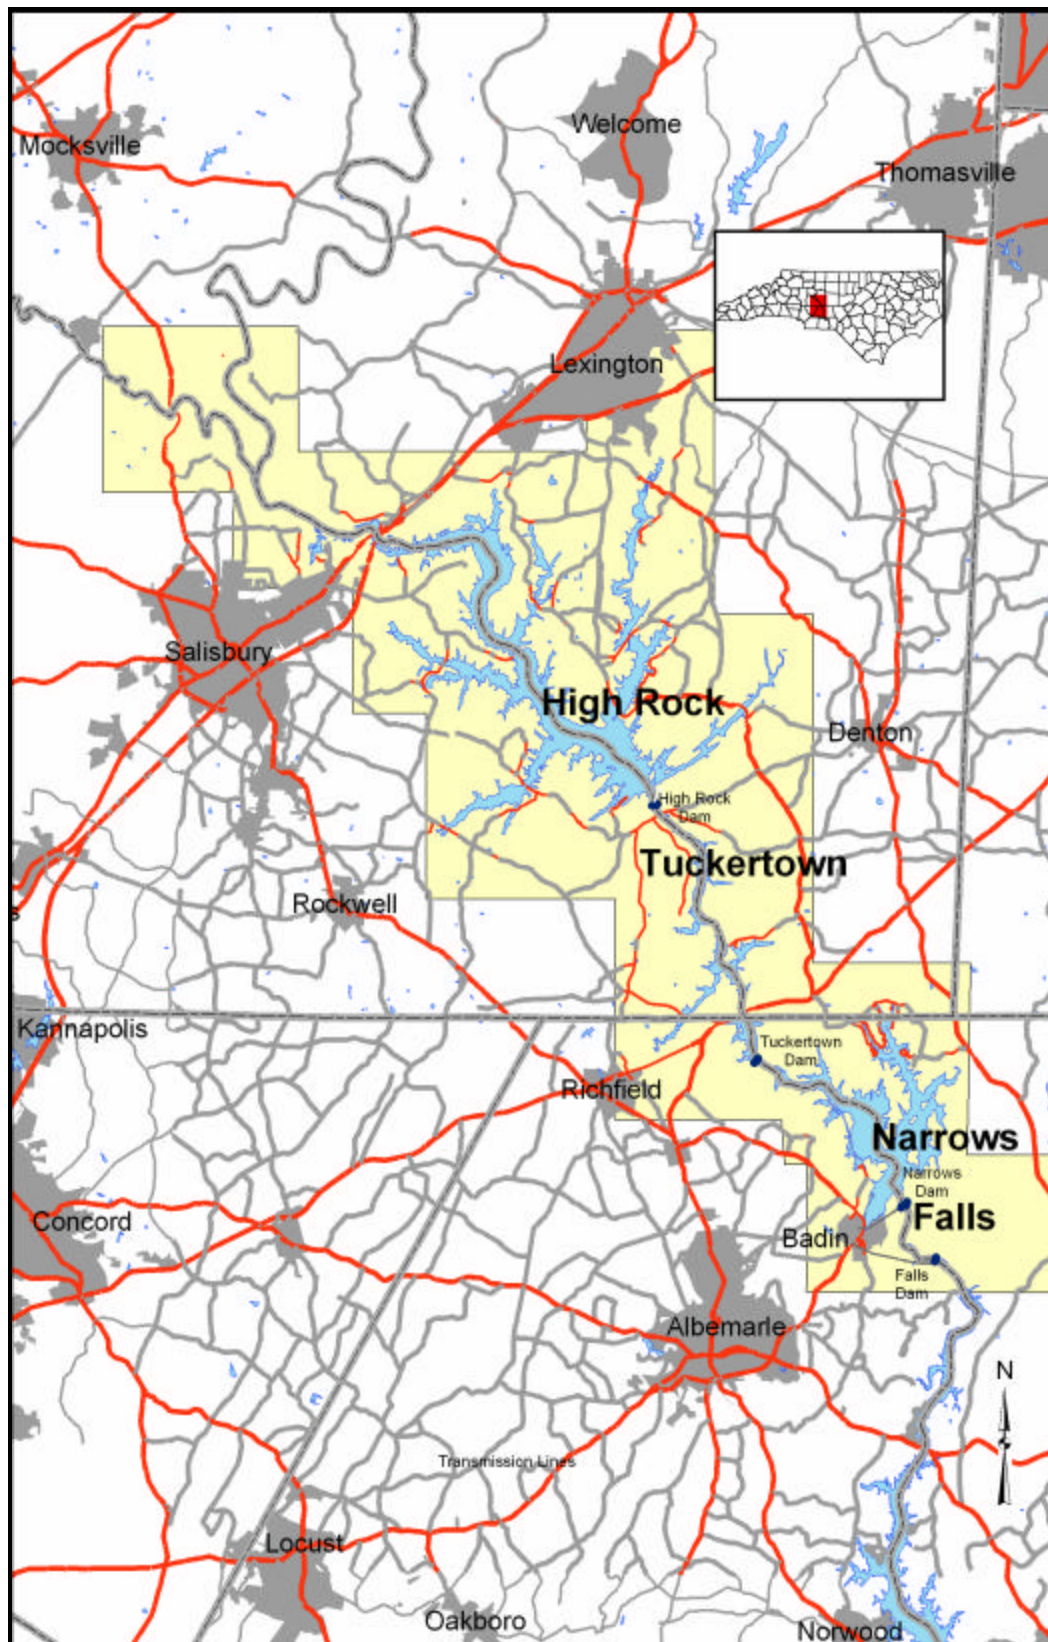 Welcome
Mocksville
Thomasville
Lexington
Salisbury
High Rock
Denton
High Rock
Dam
Tuckertown
Rockwell
s
Kannapolis
Tuckertown
Dam
Richfield
Narrows
Narrows
Dam
Concord
Falls
Badin
Falls
Dam
Albemarle
N
Transmission Lines
Locust
Oakboro
Norwood